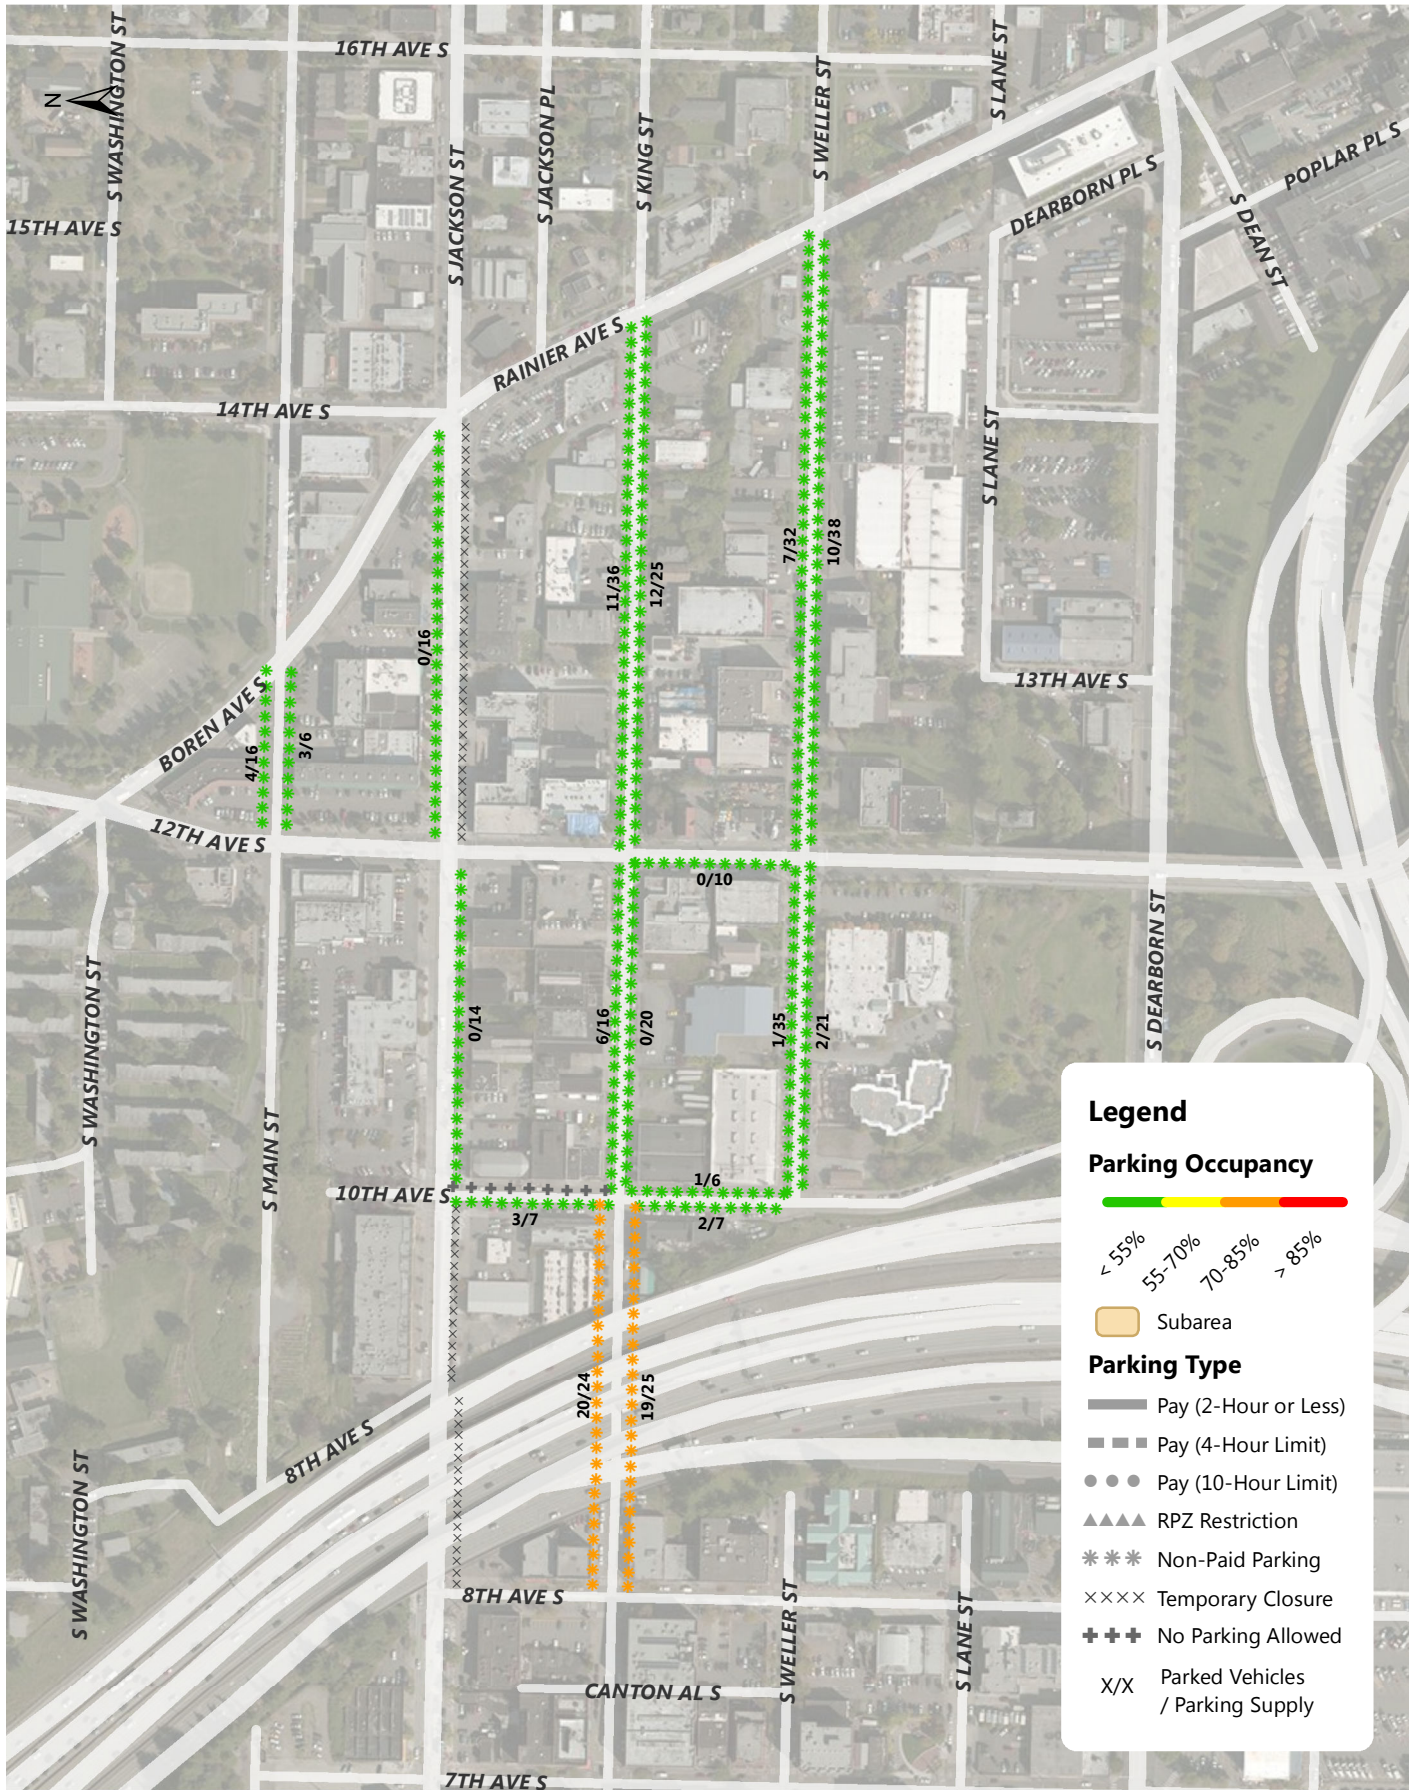 16TH AVE S
S WASHINGTON ST
N
S JACKSON PL
S KING ST
S WELLER ST
S LANE ST
S JACKSON ST
DEARBORN PL S
POPLAR PL S
S DEAN ST
15TH AVE S
RAINIER AVE S
14TH AVE S
S LANE ST
7/32
10/38
11/36
12/25
0/16
13TH AVE S
BOREN AVE S
4/16
3/6
12TH AVE S
0/10
S DEARBORN ST
S WASHINGTON ST
0/14
6/16
0/20
1/35
2/21
S MAIN ST
10TH AVE S
1/6
3/7
2/7
20/24
19/25
8TH AVE S
S WASHINGTON ST
8TH AVE S
S WELLER ST
S LANE ST
CANTON AL S
7TH AVE S
Legend
Parking Occupancy
< 55%
55-70%
70-85%
> 85%
Subarea
Parking Type
Pay (2-Hour or Less)
Pay (4-Hour Limit)
Pay (10-Hour Limit)
RPZ Restriction
Non-Paid Parking
Temporary Closure
No Parking Allowed
X/X Parked Vehicles
/ Parking Supply